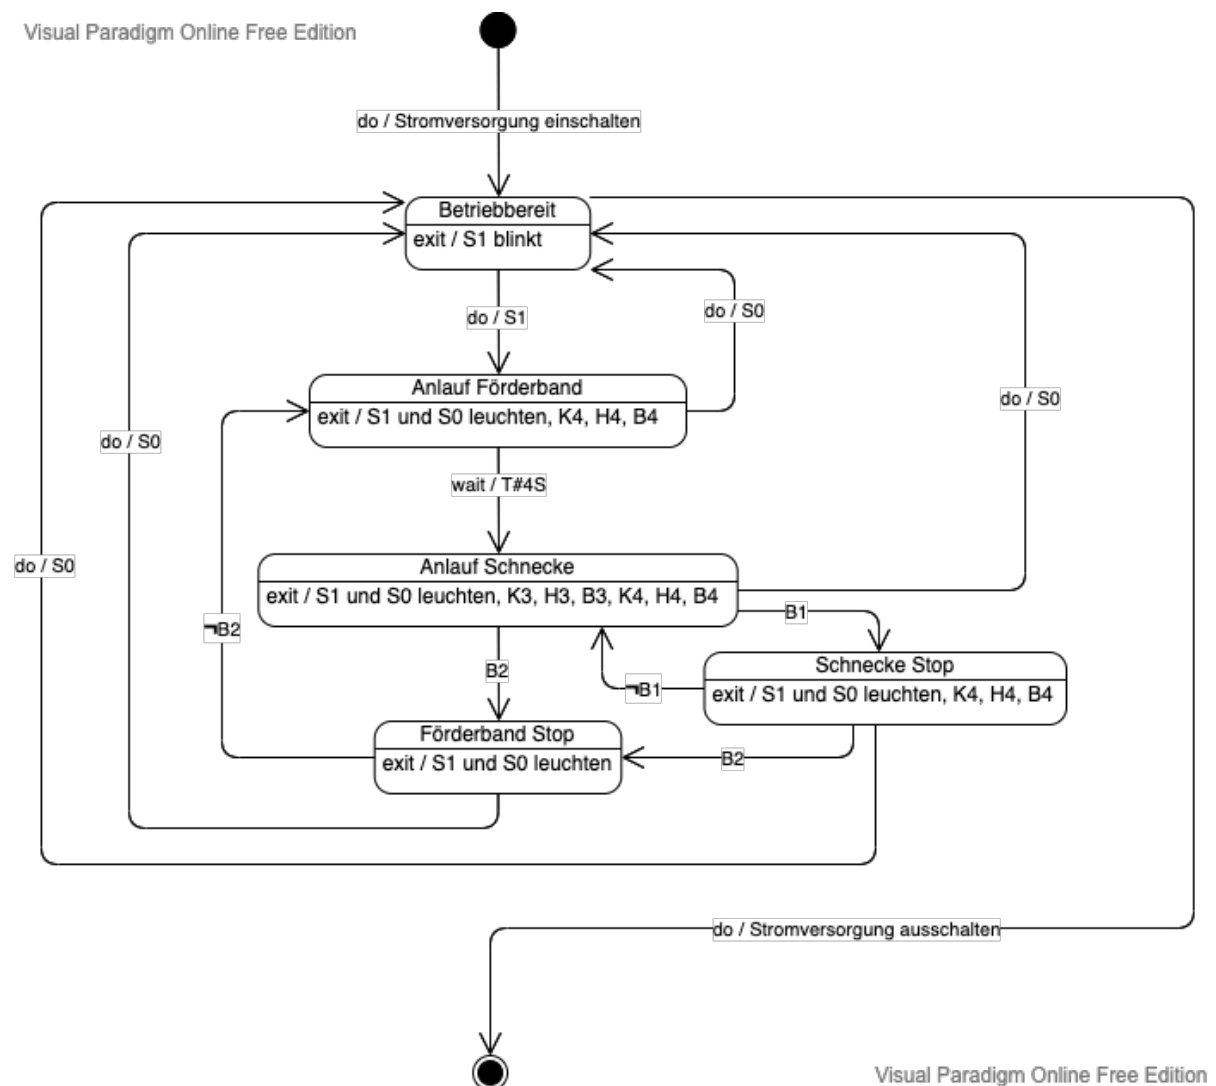 Visual Paradigm Online Free Edition
do / Stromversorgung einschalten
Betriebbereit
exit / S1 blinkt
do / S1
do / S0
Anlauf Förderband
exit / S1 und S0 leuchten, K4, H4, B4
do / S0
do / S0
wait / T#4S
do / S0
Anlauf Schnecke
exit / S1 und S0 leuchten, K3, H3, B3, K4, H4, B4
B1
¬B2
B2
Schnecke Stop
exit / S1 und S0 leuchten, K4, H4, B4
¬B1
Förderband Stop
exit / S1 und S0 leuchten
B2
do / Stromversorgung ausschalten
Visual Paradigm Online Free Edition